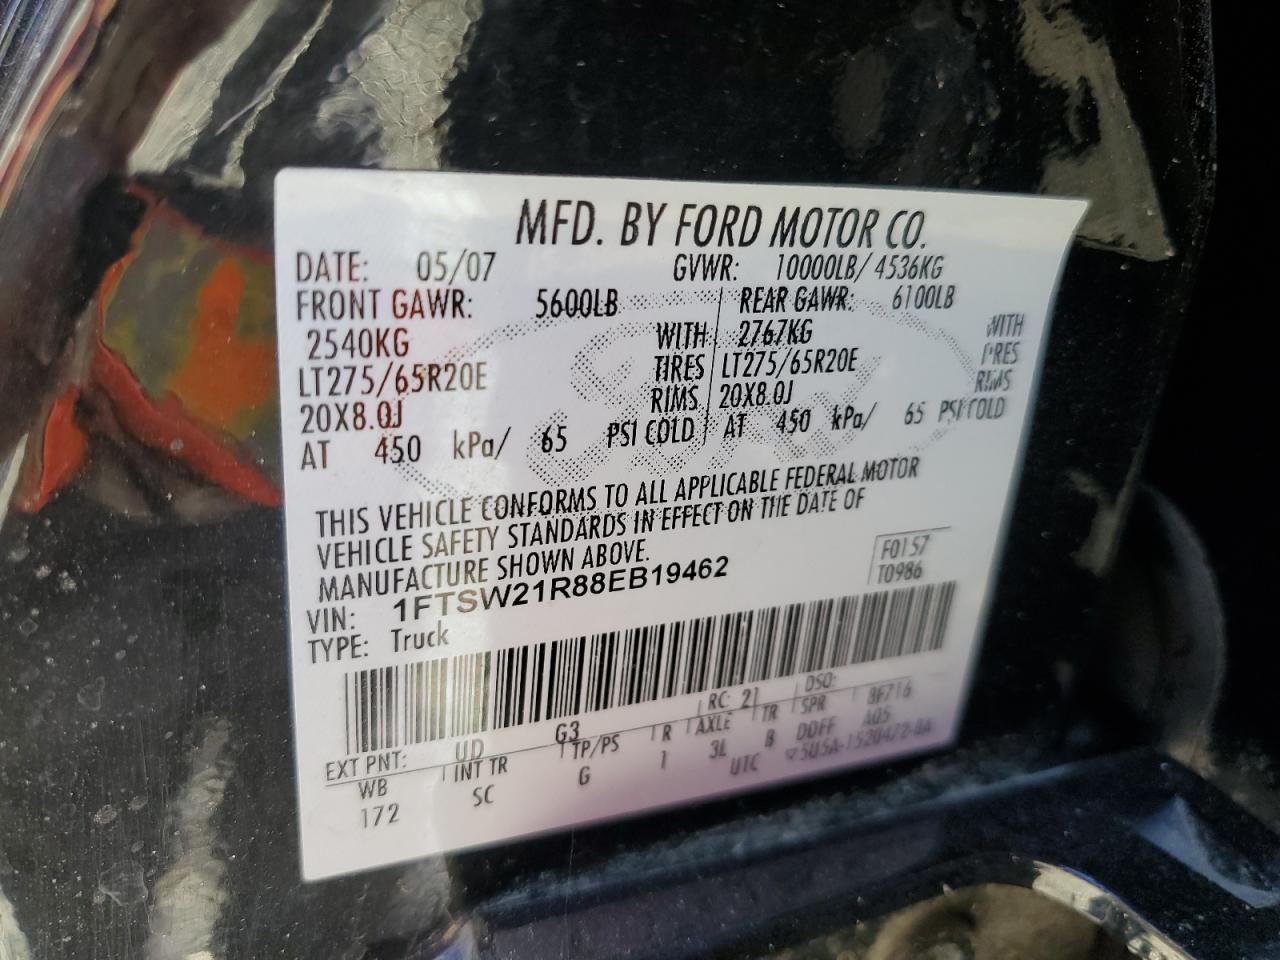 MFD. BY FORD MOTOR CO.
DATE: 05/07 GVWR: 10000LB/ 4536KG
FRONT GAWR: 5600LB REAR GAWR: 6100LB
2540KG WITH 2767KG WITH
LT275/65R20E TIRES LT275/65R20E TIRES
20X8.0J RIMS 20X8.0J RIMS
AT 450 kPa/ 65 PSI COLD AT 450 kPa/ 65 PSI COLD
THIS VEHICLE CONFORMS TO ALL APPLICABLE FEDERAL MOTOR
VEHICLE SAFETY STANDARDS IN EFFECT ON THE DATE OF
MANUFACTURE SHOWN ABOVE.
F0157
VIN: 1FTSW21R88EB19462
T0986
TYPE: Truck
EXT PNT: UD G3 RC: 21 DSO:
WB INT TR TP/PS R AXLE TR SPR
172 SC G 1 3L B DDFF
UTC